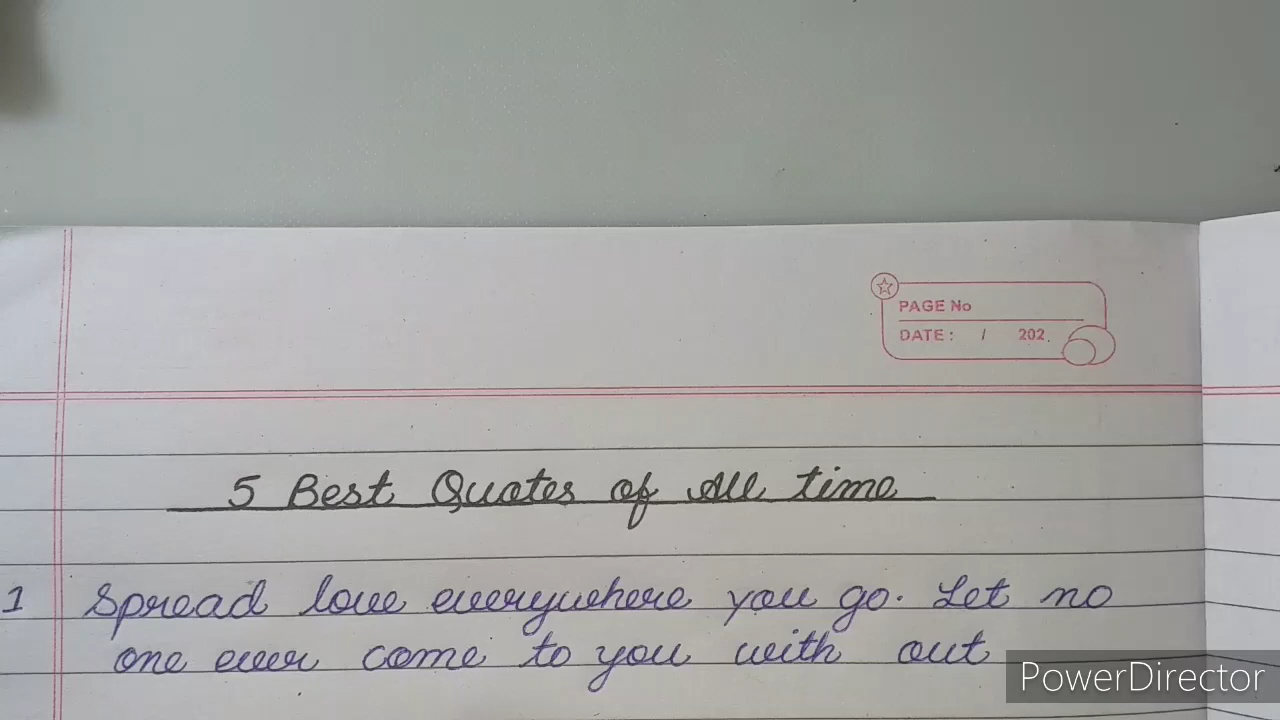 PAGE No
DATE : / 202.
5 Best Quotes of All time
1 Spread love everywhere you go. Let no
one ever come to you with out
PowerDirector